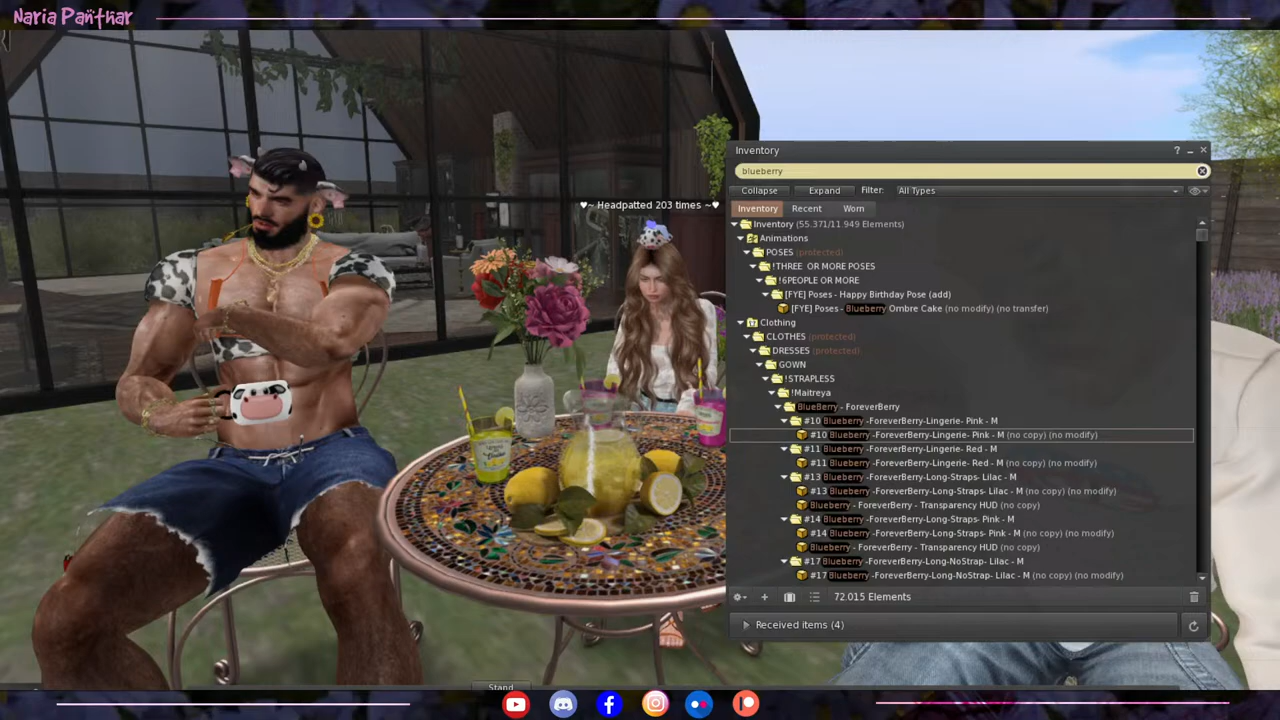 Naria Panthar
♥~ Headpatted 203 times ~♥
Inventory
blueberry
Collapse Expand Filter: All Types
Inventory Recent Worn
Inventory (55.371/11.949 Elements)
Animations
POSES (protected)
!THREE OR MORE POSES
!6PEOPLE OR MORE
[FYE] Poses - Happy Birthday Pose (add)
[FYE] Poses - Blueberry Ombre Cake (no modify) (no transfer)
Clothing
CLOTHES (protected)
DRESSES (protected)
GOWN
!STRAPLESS
!Maitreya
BlueBerry - ForeverBerry
#10 Blueberry -ForeverBerry-Lingerie- Pink - M
#10 Blueberry -ForeverBerry-Lingerie- Pink - M (no copy) (no modify)
#11 Blueberry -ForeverBerry-Lingerie- Red - M
#11 Blueberry -ForeverBerry-Lingerie- Red - M (no copy) (no modify)
#13 Blueberry -ForeverBerry-Long-Straps- Lilac - M
#13 Blueberry -ForeverBerry-Long-Straps- Lilac - M (no copy) (no modify)
Blueberry - ForeverBerry - Transparency HUD (no copy)
#14 Blueberry -ForeverBerry-Long-Straps- Pink - M
#14 Blueberry -ForeverBerry-Long-Straps- Pink - M (no copy) (no modify)
Blueberry - ForeverBerry - Transparency HUD (no copy)
#17 Blueberry -ForeverBerry-Long-NoStrap- Lilac - M
#17 Blueberry -ForeverBerry-Long-NoStrap- Lilac - M (no copy) (no modify)
72.015 Elements
Received items (4)
Stand